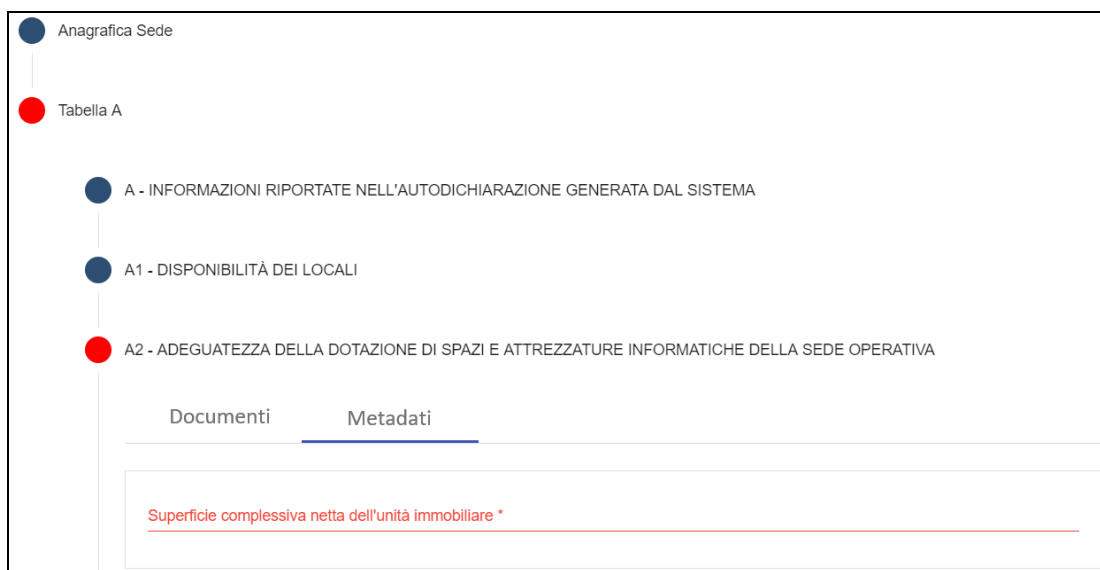 Anagrafica Sede
Tabella A
A - INFORMAZIONI RIPORTATE NELL'AUTODICHIARAZIONE GENERATA DAL SISTEMA
A1 - DISPONIBILITÀ DEI LOCALI
A2 - ADEGUATEZZA DELLA DOTAZIONE DI SPAZI E ATTREZZATURE INFORMATICHE DELLA SEDE OPERATIVA
Documenti Metadati
Superficie complessiva netta dell'unità immobiliare *